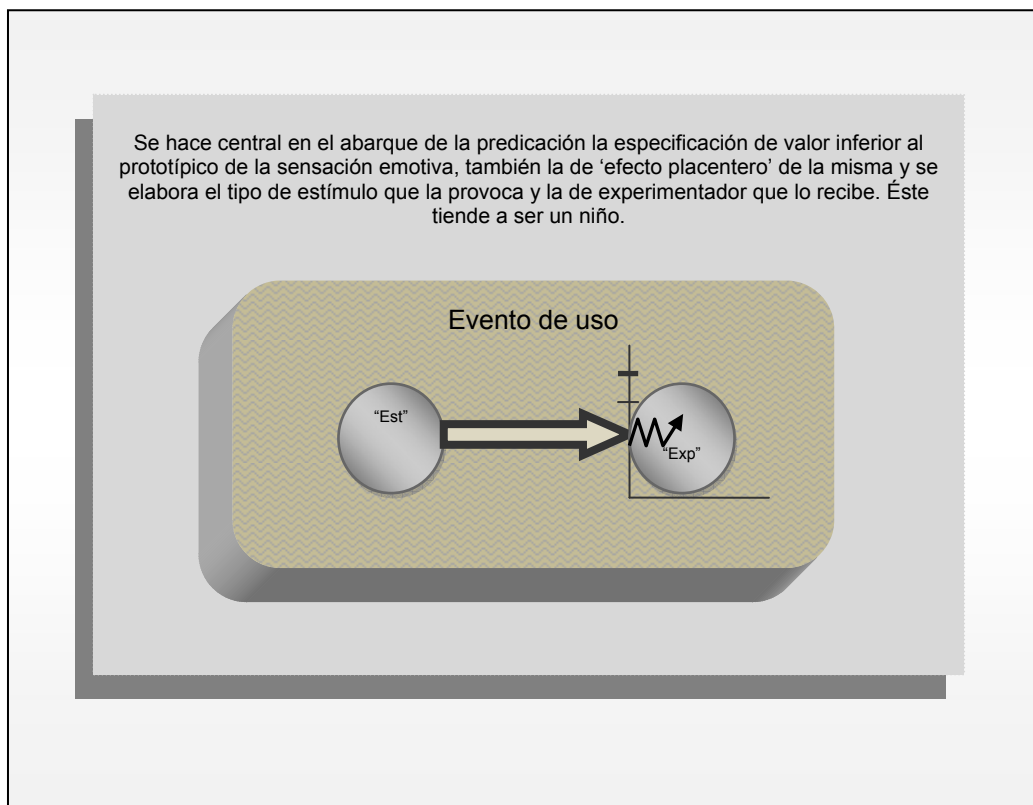 Se hace central en el abarque de la predicación la especificación de valor inferior al
prototípico de la sensación emotiva, también la de ‘efecto placentero’ de la misma y se
elabora el tipo de estímulo que la provoca y la de experimentador que lo recibe. Éste
tiende a ser un niño.
Evento de uso
“Est”
“Exp”